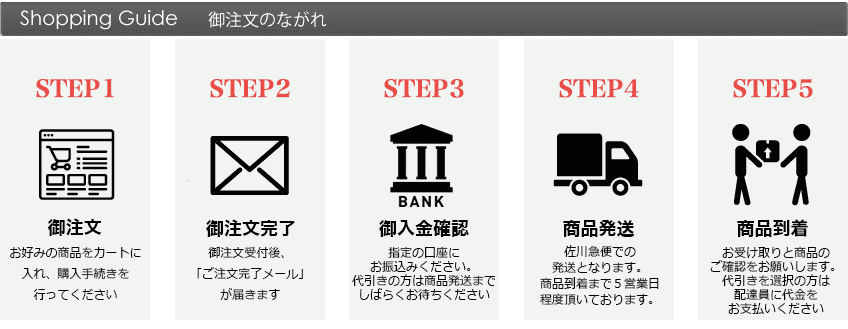 Shopping Guide 御注文のながれ
STEP1
御注文
お好みの商品をカートに
入れ、購入手続きを
行ってください
STEP2
御注文完了
御注文受付後、
「ご注文完了メール」
が届きます
STEP3
BANK
御入金確認
指定の口座に
お振込みください。
代引きの方は商品発送まで
しばらくお待ちください
STEP4
商品発送
佐川急便での
発送となります。
商品到着まで５営業日
程度頂いております。
STEP5
商品到着
お受け取りと商品の
ご確認をお願いします。
代引きを選択の方は
配達員に代金を
お支払いください